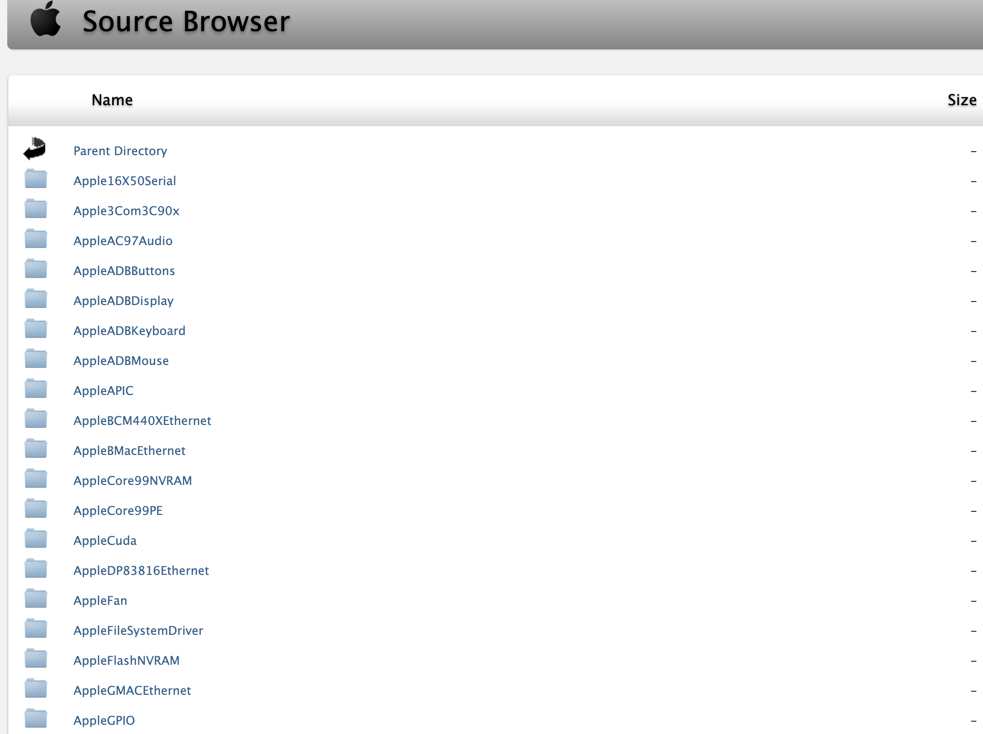 Source Browser
Name Size
Parent Directory –
Apple16X50Serial –
Apple3Com3C90x –
AppleAC97Audio –
AppleADBButtons –
AppleADBDisplay –
AppleADBKeyboard –
AppleADBMouse –
AppleAPIC –
AppleBCM440XEthernet –
AppleBMacEthernet –
AppleCore99NVRAM –
AppleCore99PE –
AppleCuda –
AppleDP83816Ethernet –
AppleFan –
AppleFileSystemDriver –
AppleFlashNVRAM –
AppleGMACEthernet –
AppleGPIO –